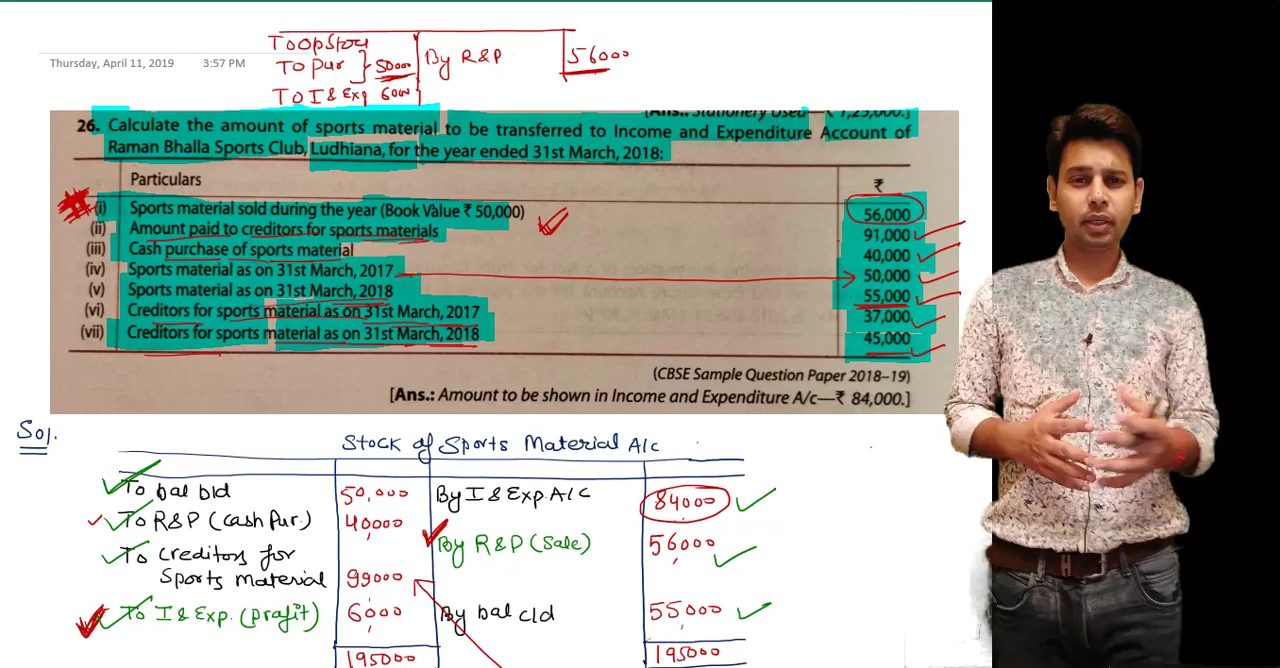 To op stock
To Pur 50000
To I & Exp 6000
By R&P 56000
Thursday, April 11, 2019 3:57 PM
[Ans.: Stationery Used—₹ 1,25,000.]
26. Calculate the amount of sports material to be transferred to Income and Expenditure Account of
Raman Bhalla Sports Club, Ludhiana, for the year ended 31st March, 2018:
Particulars ₹
(i) Sports material sold during the year (Book Value ₹ 50,000) 56,000
(ii) Amount paid to creditors for sports materials 91,000
(iii) Cash purchase of sports material 40,000
(iv) Sports material as on 31st March, 2017 50,000
(v) Sports material as on 31st March, 2018 55,000
(vi) Creditors for sports material as on 31st March, 2017 37,000
(vii) Creditors for sports material as on 31st March, 2018 45,000
(CBSE Sample Question Paper 2018–19)
[Ans.: Amount to be shown in Income and Expenditure A/c—₹ 84,000.]
Sol.
Stock of Sports Material A/c
To bal b/d 50,000 By I & Exp. A/C 84000
To R&P (Cash Pur.) 40000
By R&P (Sale) 56000
To Creditors for
Sports Material 99000
To I & Exp. (Profit) 6000 By bal c/d 55000
195000 195000